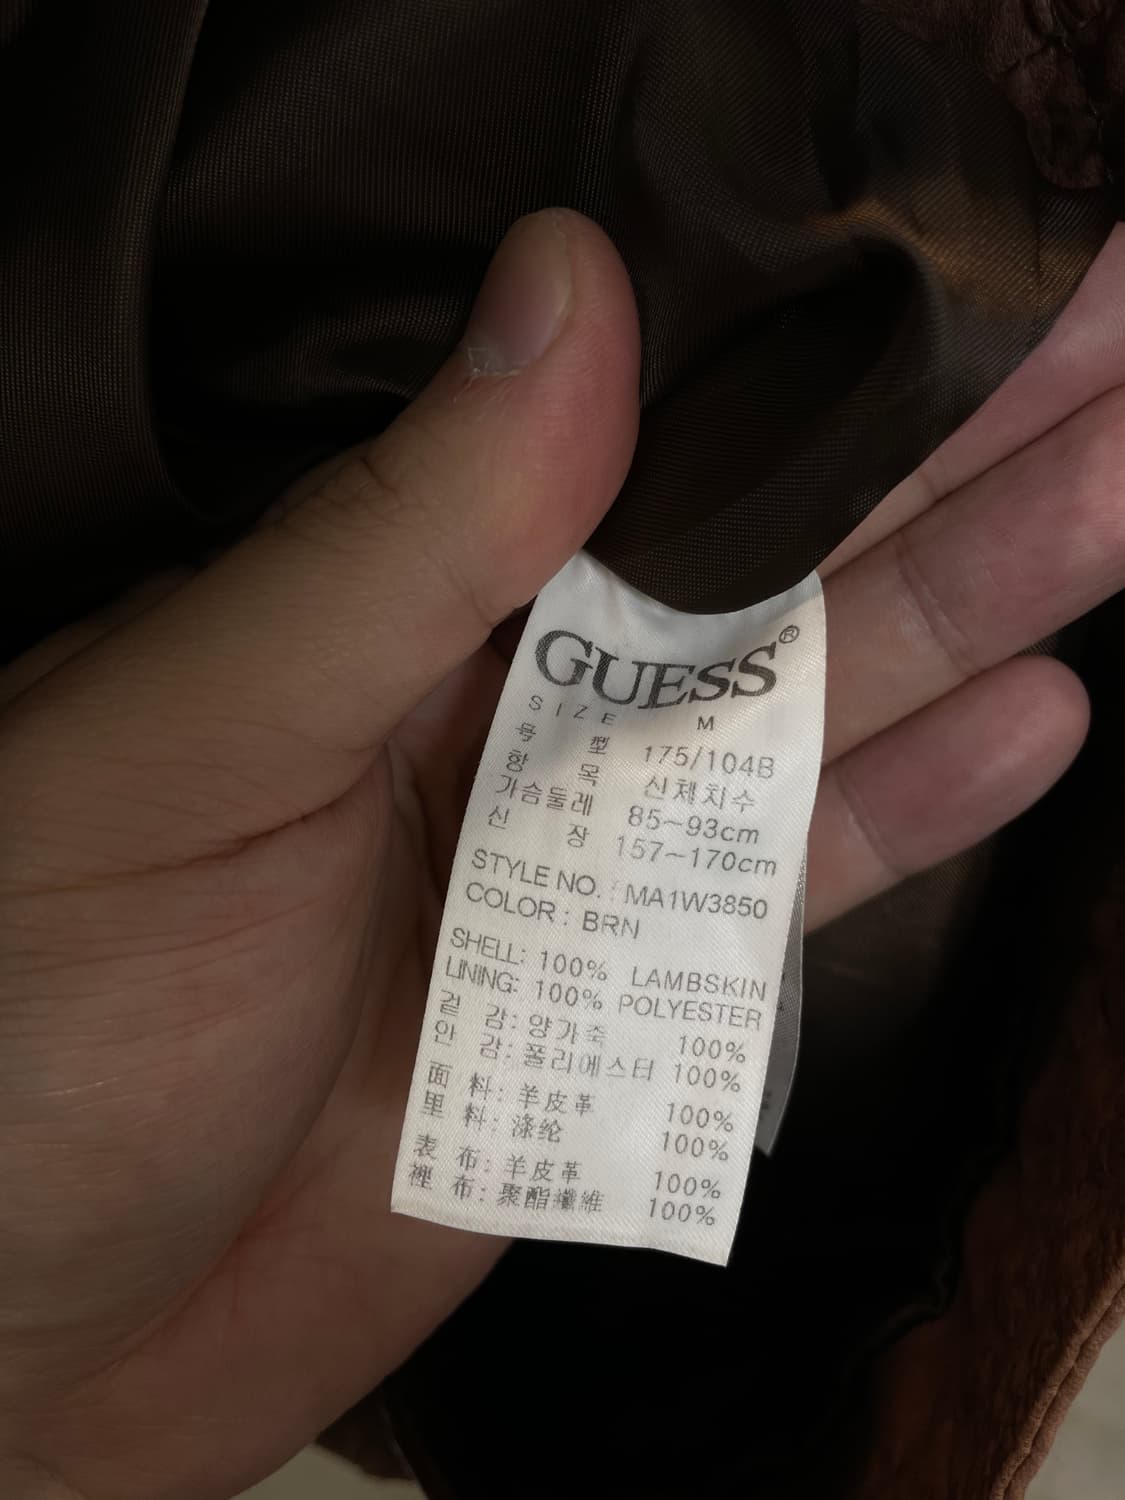 GUESS®
SIZE M
号 型 175/104B
항 목 신체치수
가슴둘레 85~93cm
신 장 157~170cm
STYLE NO. : MA1W3850
COLOR : BRN
SHELL: 100% LAMBSKIN
LINING: 100% POLYESTER
겉 감: 양가죽 100%
안 감: 폴리에스터 100%
面 料: 羊皮革 100%
里 料: 涤纶 100%
表 布: 羊皮革 100%
裡 布: 聚酯纖維 100%